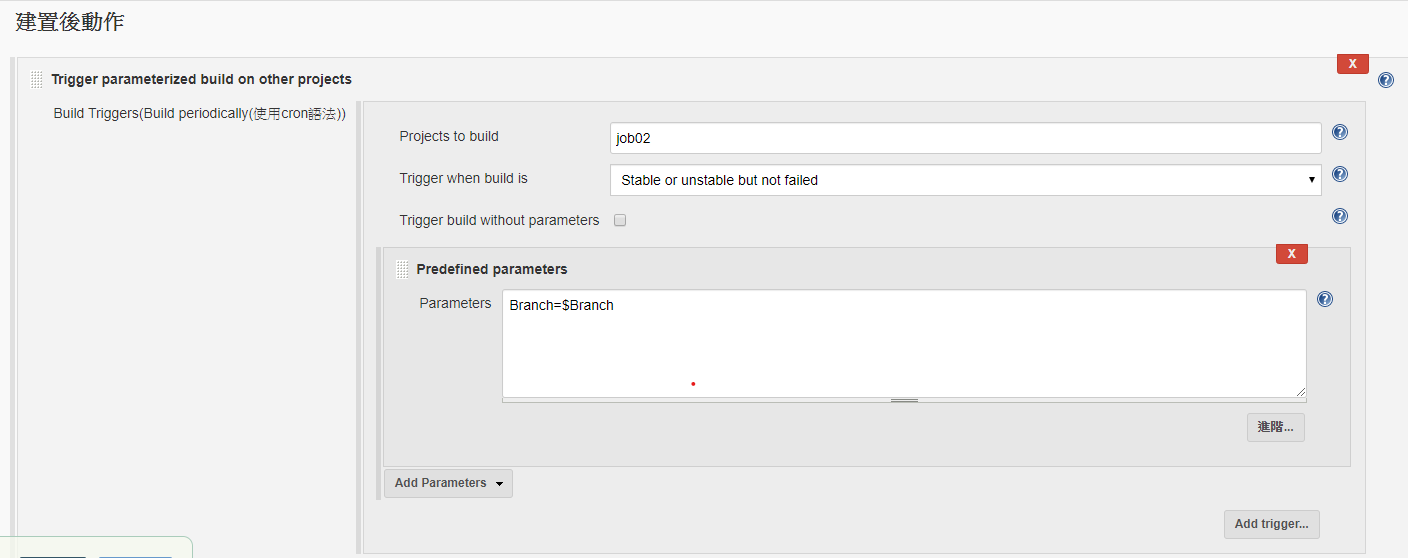 建置後動作
X
Trigger parameterized build on other projects
?
Build Triggers(Build periodically(使用cron語法))
Projects to build
job02
?
Trigger when build is
Stable or unstable but not failed
?
Trigger build without parameters
?
X
Predefined parameters
Parameters
Branch=$Branch
?
進階...
Add Parameters
Add trigger...